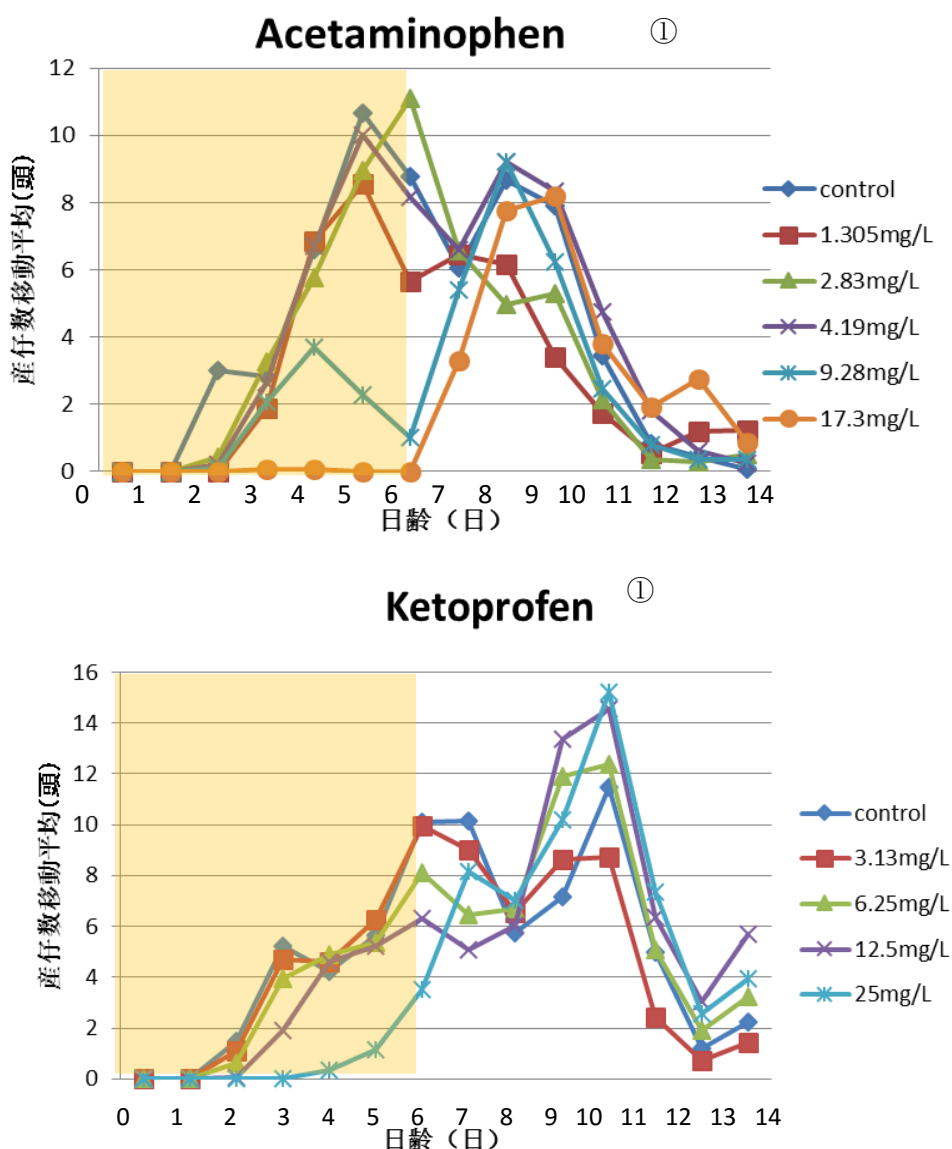 Acetaminophen ①
産仔数移動平均(頭)
12
10
8
6
4
2
0
0 1 2 3 4 5 6 7 8 9 10 11 12 13 14
日齢（日）
control
1.305mg/L
2.83mg/L
4.19mg/L
9.28mg/L
17.3mg/L
Ketoprofen ①
産仔数移動平均(頭)
16
14
12
10
8
6
4
2
0
0 1 2 3 4 5 6 7 8 9 10 11 12 13 14
日齢（日）
control
3.13mg/L
6.25mg/L
12.5mg/L
25mg/L